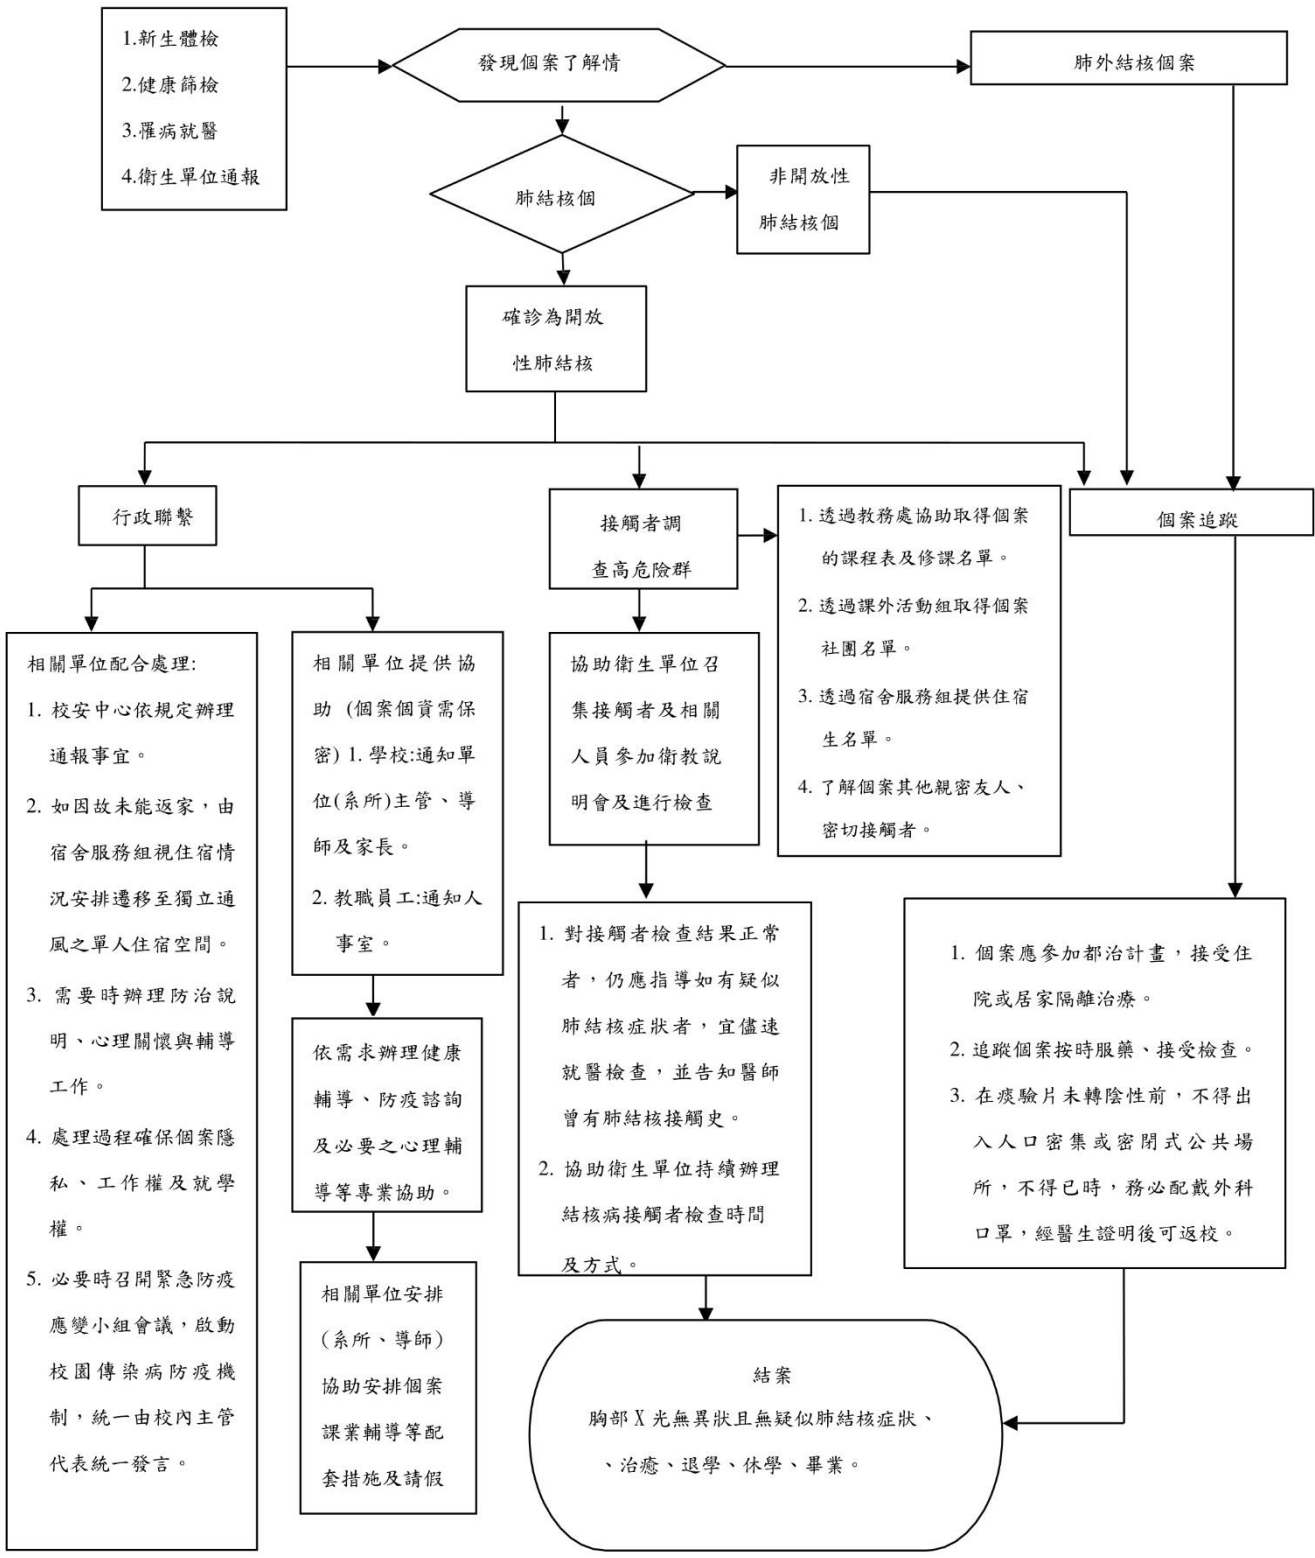 1.新生體檢
2.健康篩檢
3.罹病就醫
4.衛生單位通報
發現個案了解情
肺外結核個案
肺結核個
非開放性
肺結核個
確診為開放
性肺結核
行政聯繫
接觸者調
查高危險群
1. 透過教務處協助取得個案
的課程表及修課名單。
2. 透過課外活動組取得個案
社團名單。
3. 透過宿舍服務組提供住宿
生名單。
4. 了解個案其他親密友人、
密切接觸者。
個案追蹤
相關單位配合處理:
1. 校安中心依規定辦理
通報事宜。
2. 如因故未能返家，由
宿舍服務組視住宿情
況安排遷移至獨立通
風之單人住宿空間。
3. 需要時辦理防治說
明、心理關懷與輔導
工作。
4. 處理過程確保個案隱
私、工作權及就學
權。
5. 必要時召開緊急防疫
應變小組會議，啟動
校園傳染病防疫機
制，統一由校內主管
代表統一發言。
相關單位提供協
助 (個案個資需保
密) 1. 學校:通知單
位(系所)主管、導
師及家長。
2. 教職員工:通知人
事室。
依需求辦理健康
輔導、防疫諮詢
及必要之心理輔
導等專業協助。
相關單位安排
(系所、導師)
協助安排個案
課業輔導等配
套措施及請假
協助衛生單位召
集接觸者及相關
人員參加衛教說
明會及進行檢查
1. 對接觸者檢查結果正常
者，仍應指導如有疑似
肺結核症狀者，宜儘速
就醫檢查，並告知醫師
曾有肺結核接觸史。
2. 協助衛生單位持續辦理
結核病接觸者檢查時間
及方式。
1. 個案應參加都治計畫，接受住
院或居家隔離治療。
2. 追蹤個案按時服藥、接受檢查。
3. 在痰驗片未轉陰性前，不得出
入人口密集或密閉式公共場
所，不得已時，務必配戴外科
口罩，經醫生證明後可返校。
結案
胸部 X 光無異狀且無疑似肺結核症狀、
、治癒、退學、休學、畢業。